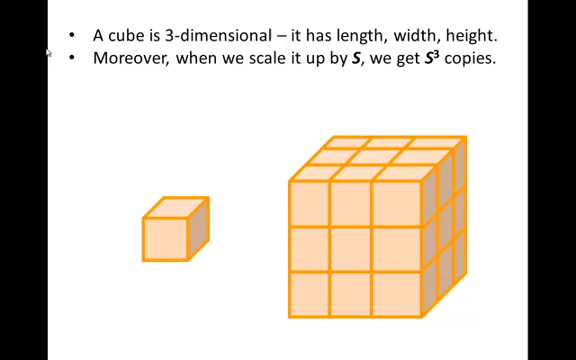 • A cube is 3-dimensional – it has length, width, height.
• Moreover, when we scale it up by S, we get S³ copies.